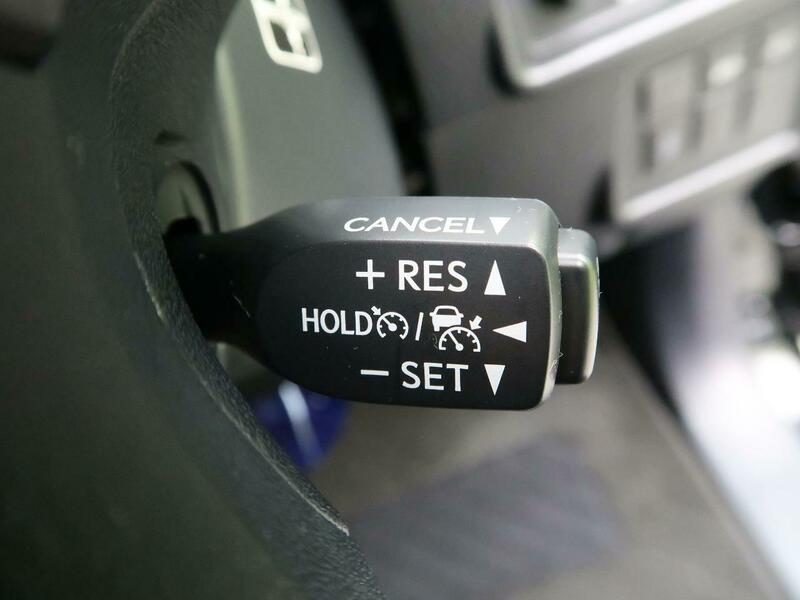 CANCEL▼
+ RES ▲
HOLD / ◀
− SET ▼